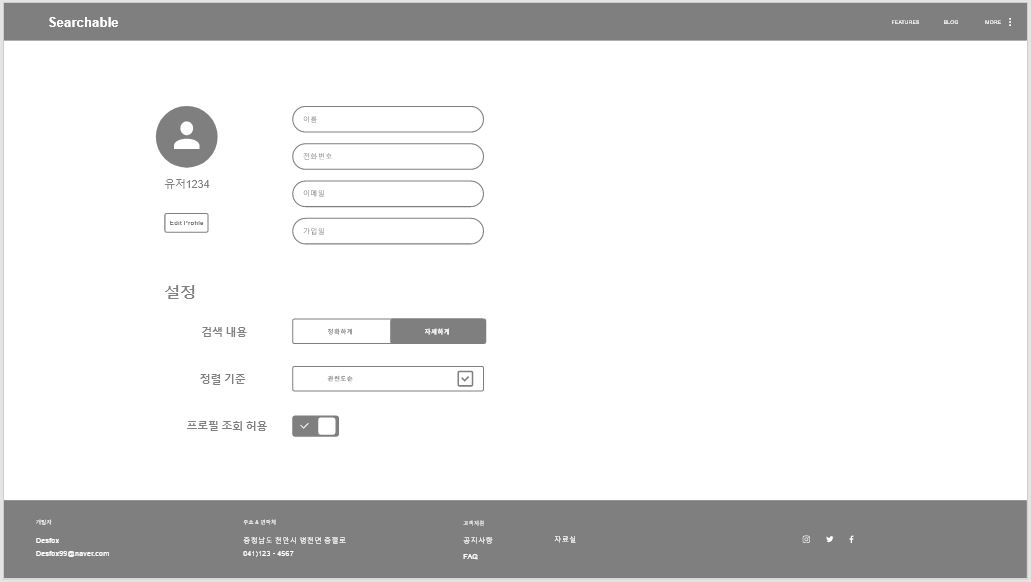 Searchable
FEATURES BLOG MORE
이름
전화번호
유저1234
이메일
Edit Profile
가입일
설정
검색 내용 정확하게 자세하게
정렬 기준 관련도순
프로필 조회 허용
개발자 주소 & 연락처 고객지원
Desfox 충청남도 천안시 병천면 충절로 공지사항 자료실
Desfox99@naver.com 041)123 - 4567 FAQ